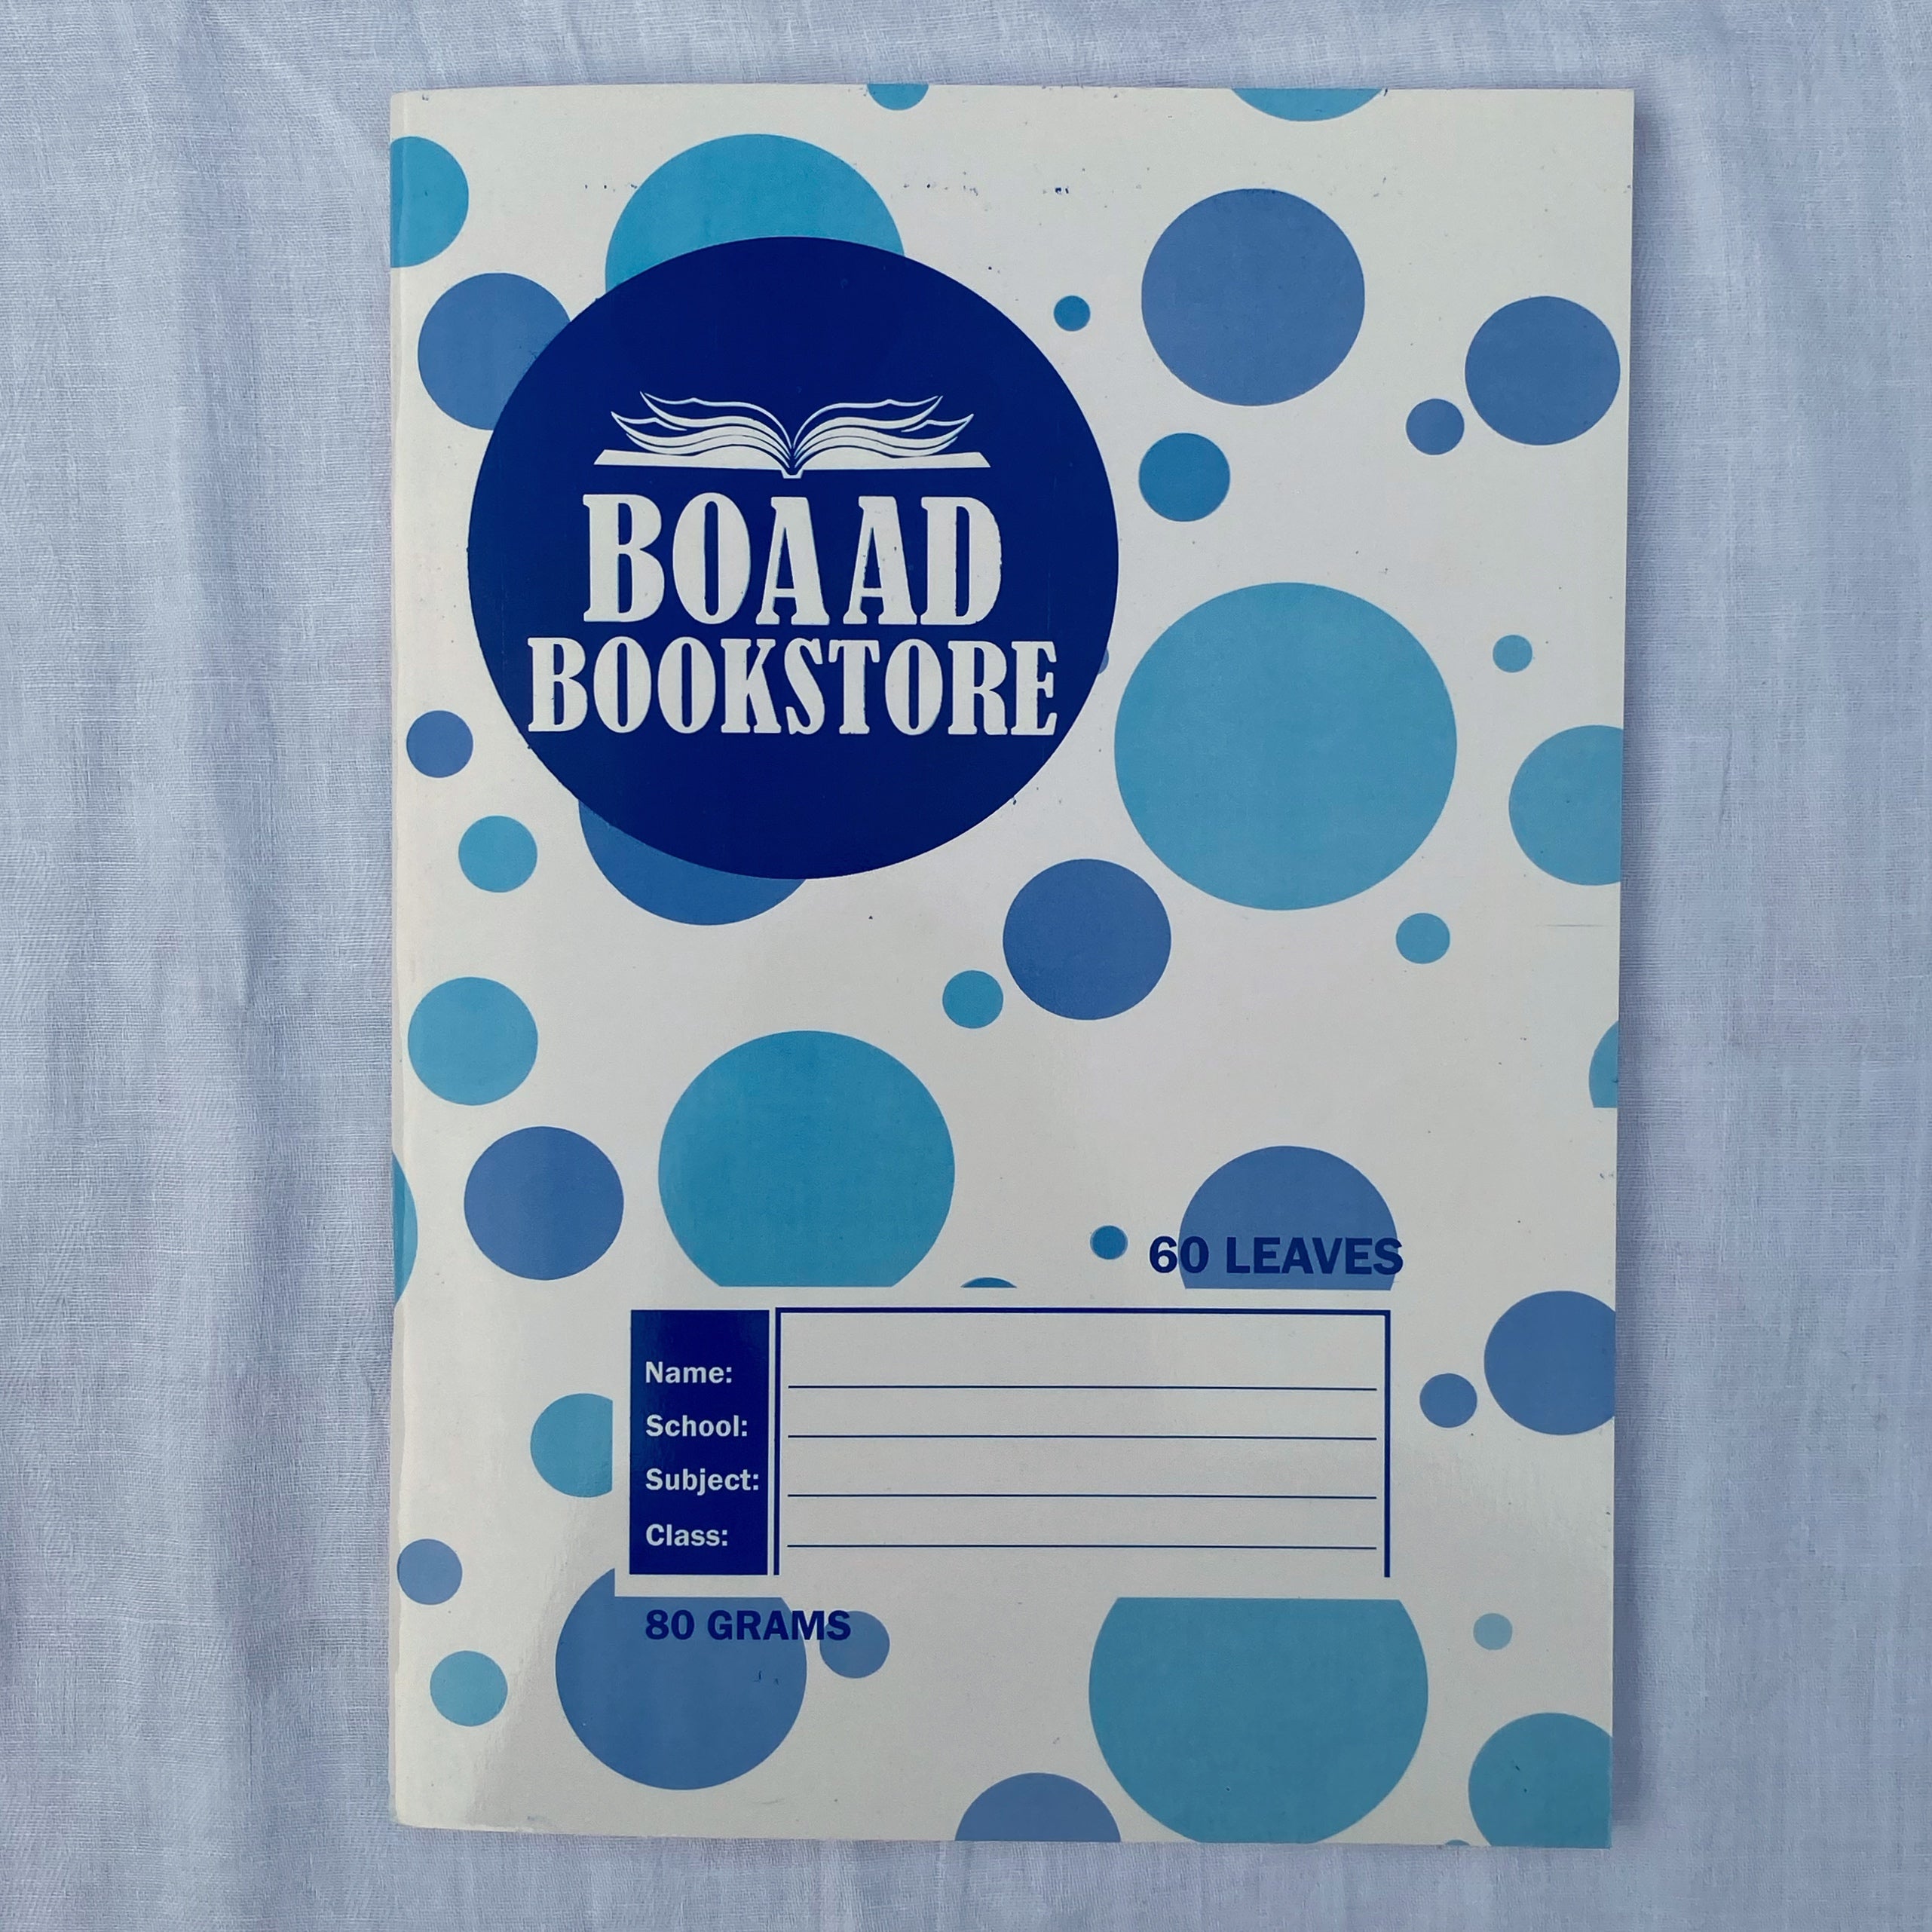 BOAAD
BOOKSTORE
60 LEAVES
Name:
School:
Subject:
Class:
80 GRAMS